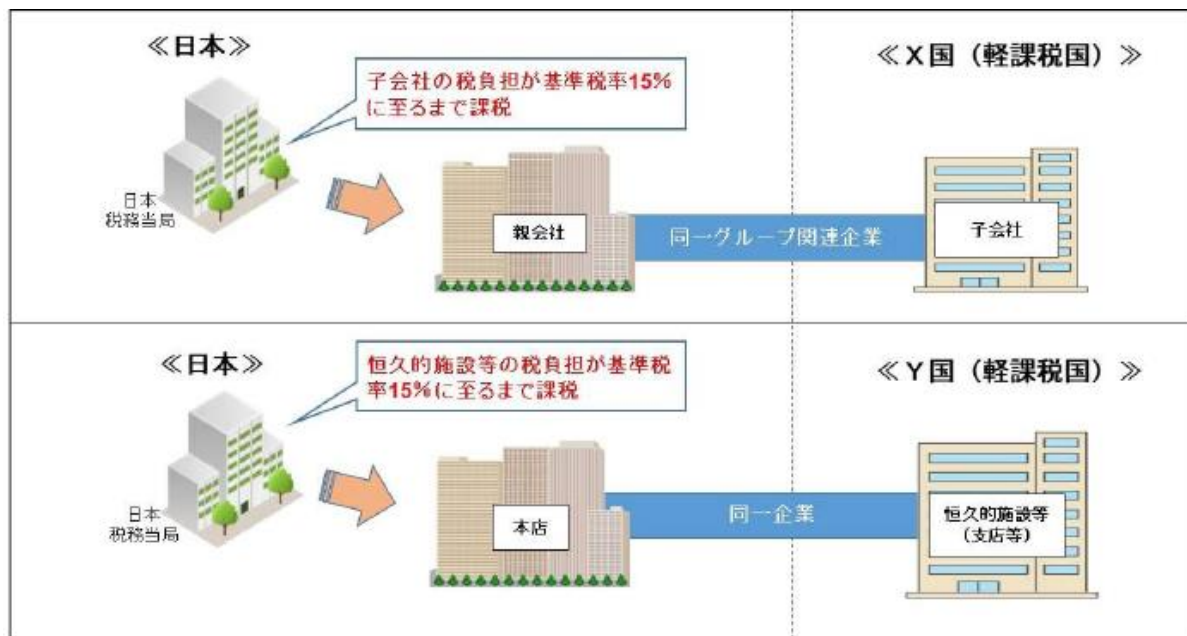 ≪日本≫
≪X国（軽課税国）≫
子会社の税負担が基準税率15%
に至るまで課税
日本
税務当局
親会社
同一グループ関連企業
子会社
≪日本≫
≪Y国（軽課税国）≫
恒久的施設等の税負担が基準税
率15%に至るまで課税
日本
税務当局
本店
同一企業
恒久的施設等
（支店等）